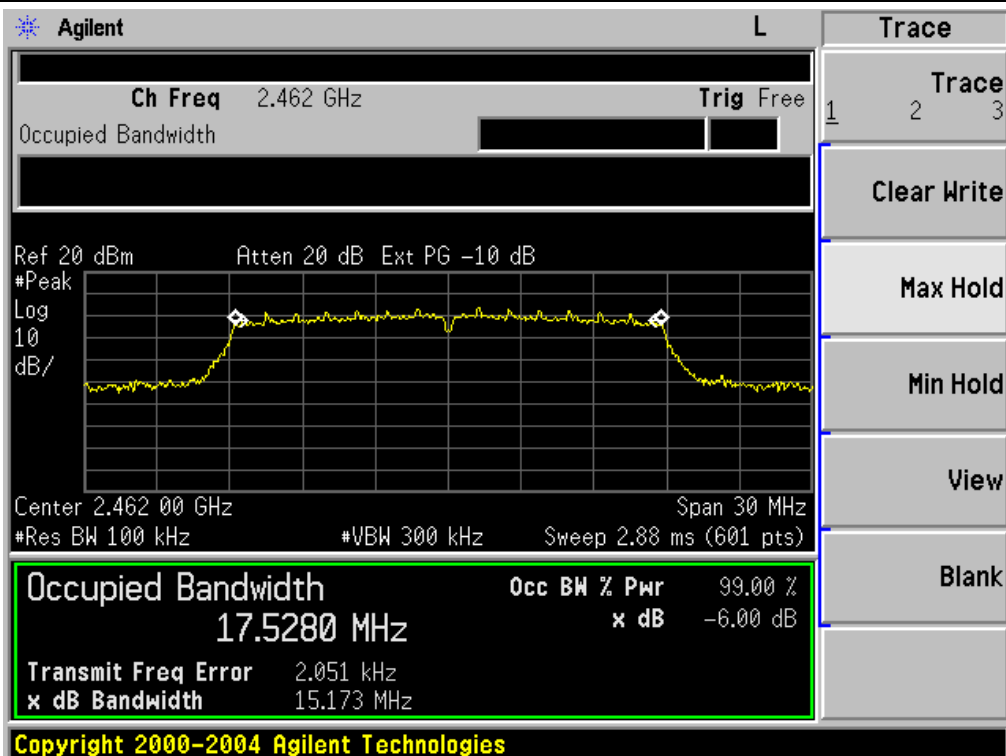 Agilent L Trace
Ch Freq 2.462 GHz Trig Free
Occupied Bandwidth
Trace
1 2 3
Clear Write
Max Hold
Min Hold
View
Blank
Ref 20 dBm Atten 20 dB Ext PG -10 dB
#Peak
Log
10
dB/
Center 2.462 00 GHz Span 30 MHz
#Res BW 100 kHz #VBW 300 kHz Sweep 2.88 ms (601 pts)
Occupied Bandwidth Occ BW % Pwr 99.00 %
17.5280 MHz x dB -6.00 dB
Transmit Freq Error 2.051 kHz
x dB Bandwidth 15.173 MHz
Copyright 2000-2004 Agilent Technologies